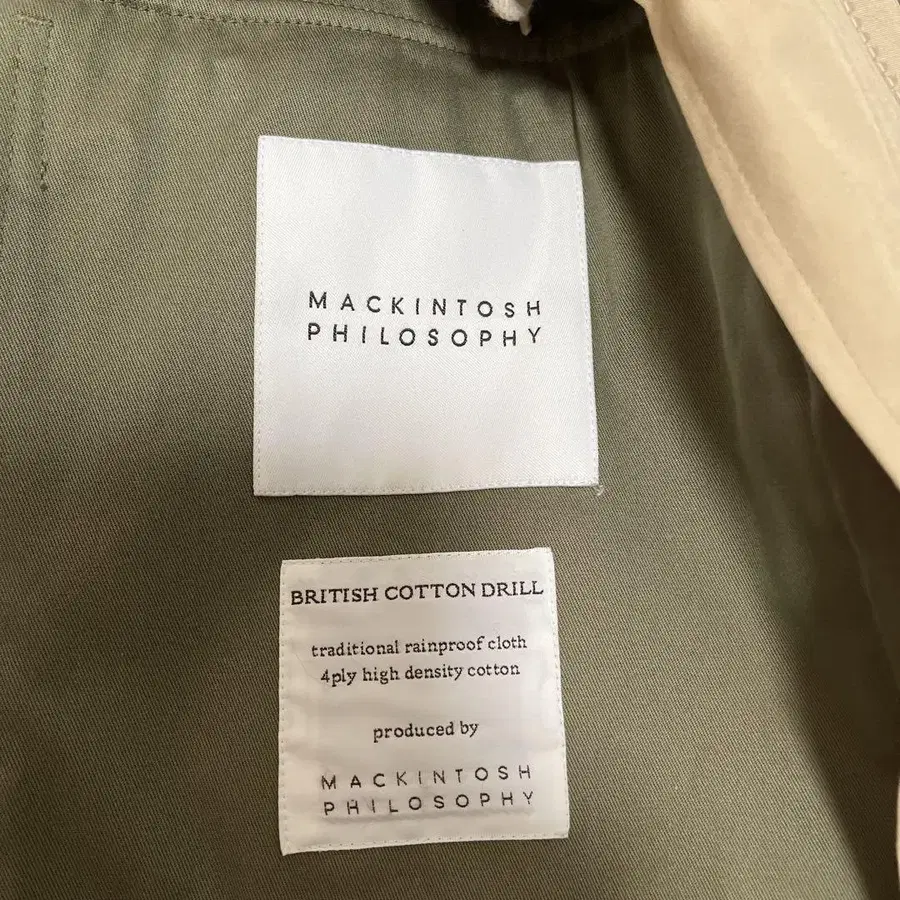 MACKINTOSH
PHILOSOPHY
BRITISH COTTON DRILL
traditional rainproof cloth
4ply high density cotton
produced by
MACKINTOSH
PHILOSOPHY